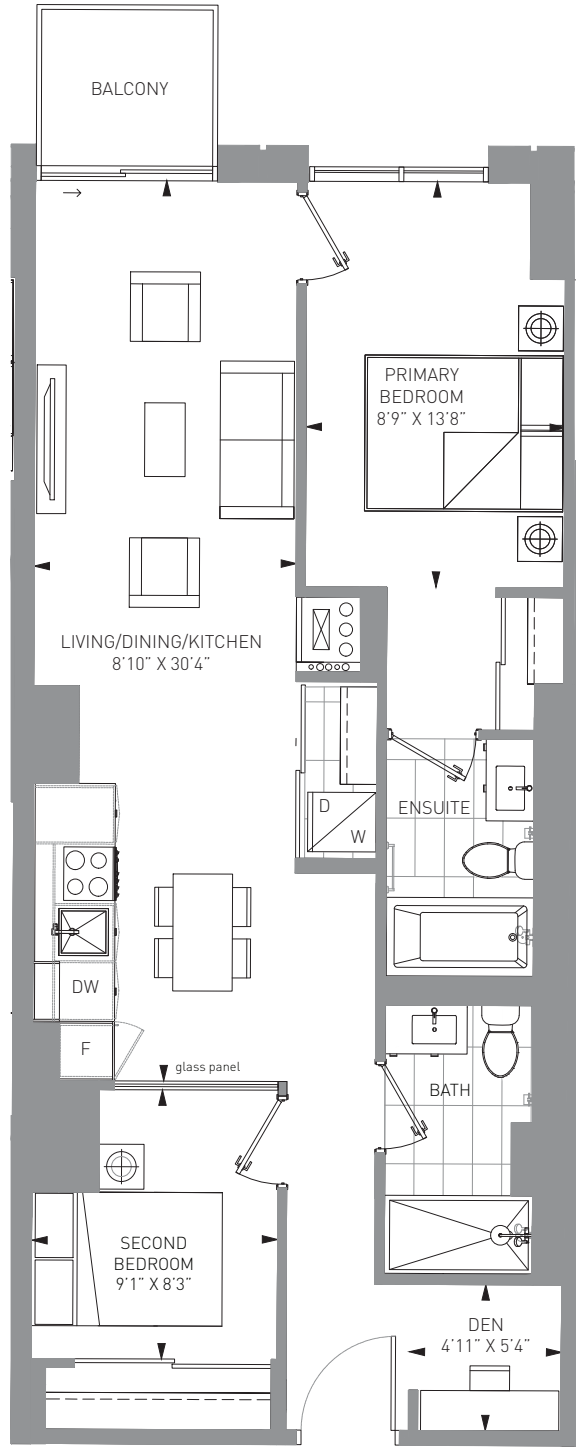 BALCONY
PRIMARY
BEDROOM
8'9" X 13'8"
LIVING/DINING/KITCHEN
8'10" X 30'4"
D
W
ENSUITE
DW
F
glass panel
BATH
SECOND
BEDROOM
9'1" X 8'3"
DEN
4'11" X 5'4"